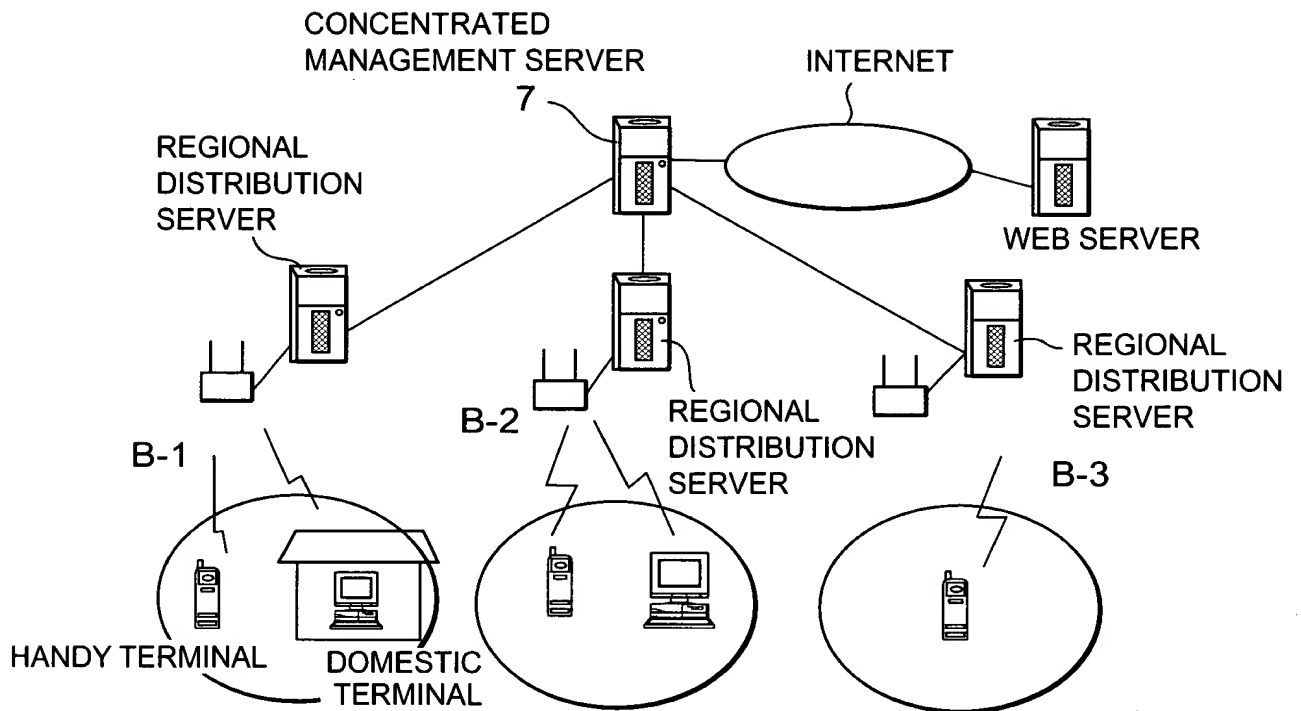 CONCENTRATED
MANAGEMENT SERVER
7
INTERNET
REGIONAL
DISTRIBUTION
SERVER
WEB SERVER
REGIONAL
DISTRIBUTION
SERVER
REGIONAL
DISTRIBUTION
SERVER
B-1
B-2
B-3
HANDY TERMINAL
DOMESTIC
TERMINAL